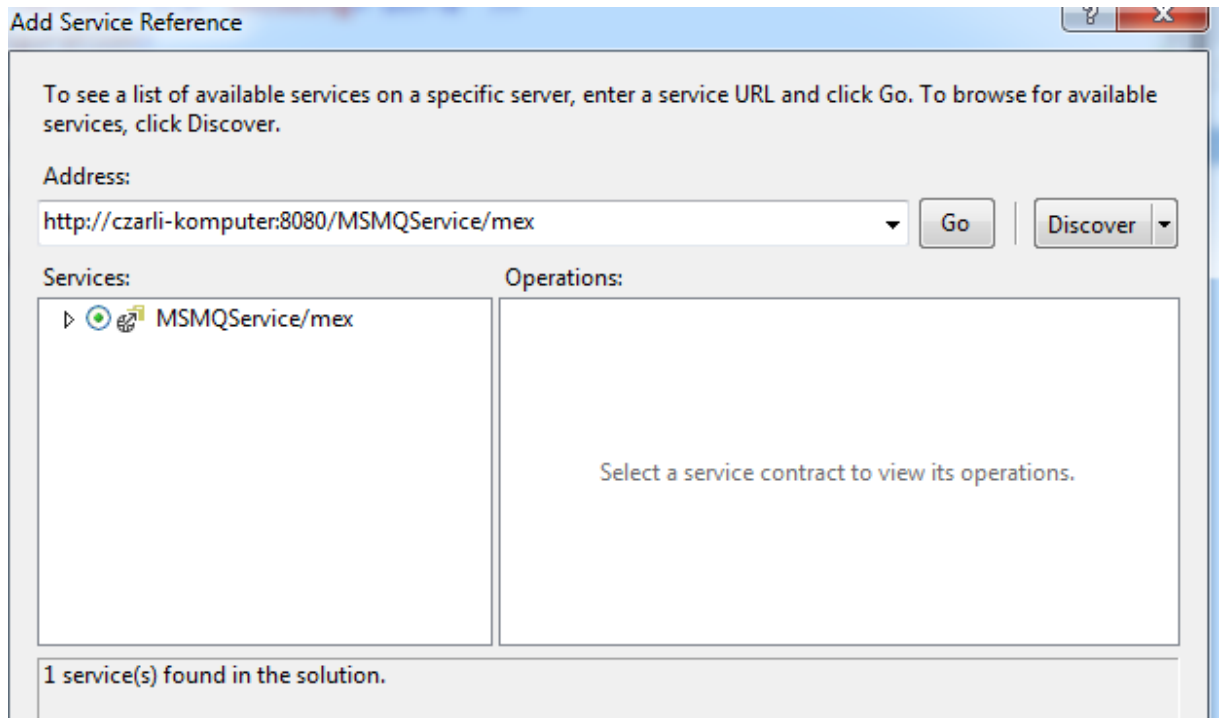 Add Service Reference
To see a list of available services on a specific server, enter a service URL and click Go. To browse for available
services, click Discover.
Address:
http://czarli-komputer:8080/MSMQService/mex
Go
Discover
Services:
Operations:
MSMQService/mex
Select a service contract to view its operations.
1 service(s) found in the solution.